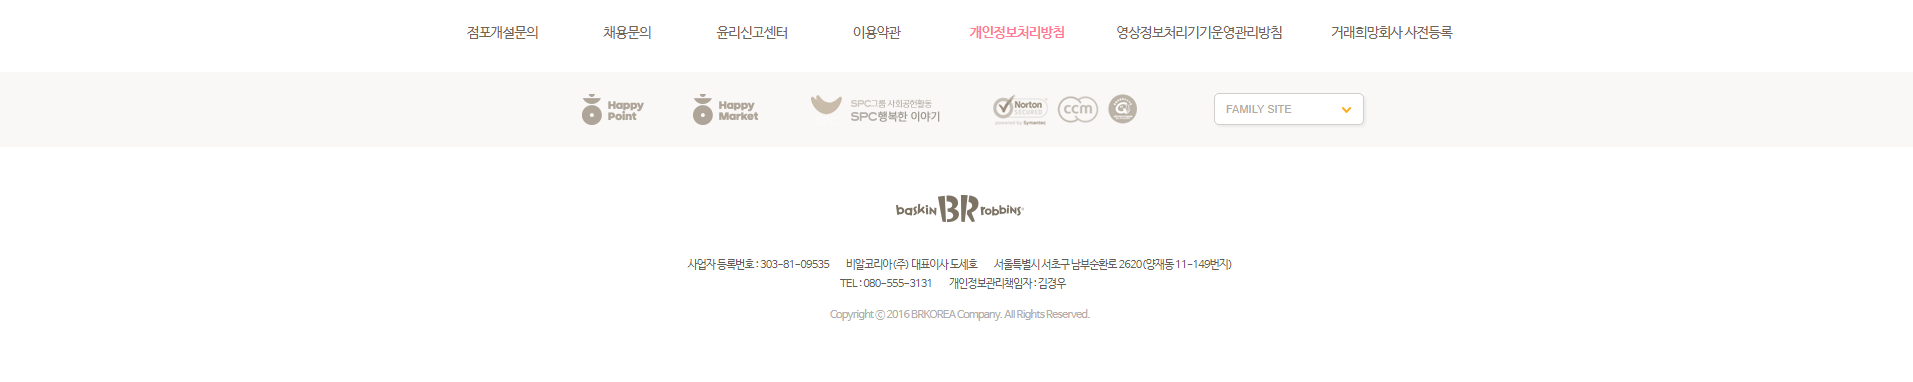 점포개설문의 채용문의 윤리신고센터 이용약관 개인정보처리방침 영상정보처리기기운영관리방침 거래희망회사 사전등록
Happy Point
Happy Market
SPC그룹 사회공헌활동
SPC행복한 이야기
Norton
SECURED
powered by Symantec
ccm
FAMILY SITE
baskin BR robbins
사업자 등록번호 : 303-81-09535 비알코리아(주) 대표이사 도세호 서울특별시 서초구 남부순환로 2620(양재동 11-149번지)
TEL : 080-555-3131 개인정보관리책임자 : 김경우
Copyright ⓒ 2016 BRKOREA Company. All Rights Reserved.